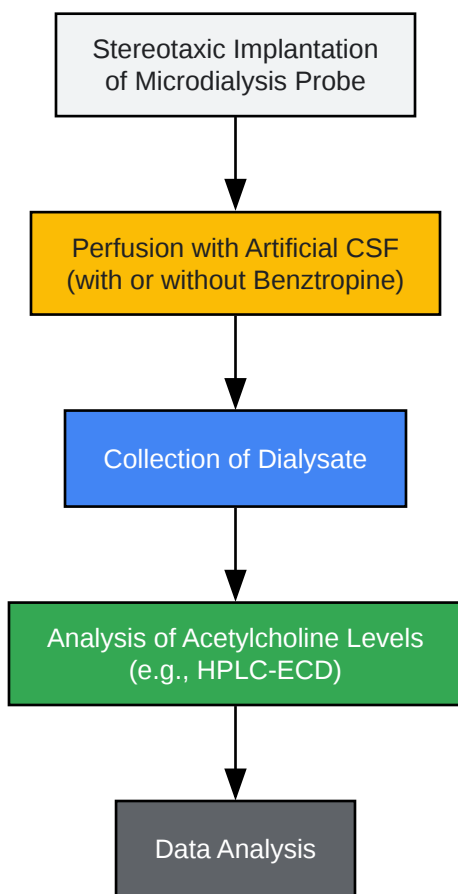 Stereotaxic Implantation
of Microdialysis Probe
Perfusion with Artificial CSF
(with or without Benztropine)
Collection of Dialysate
Analysis of Acetylcholine Levels
(e.g., HPLC-ECD)
Data Analysis